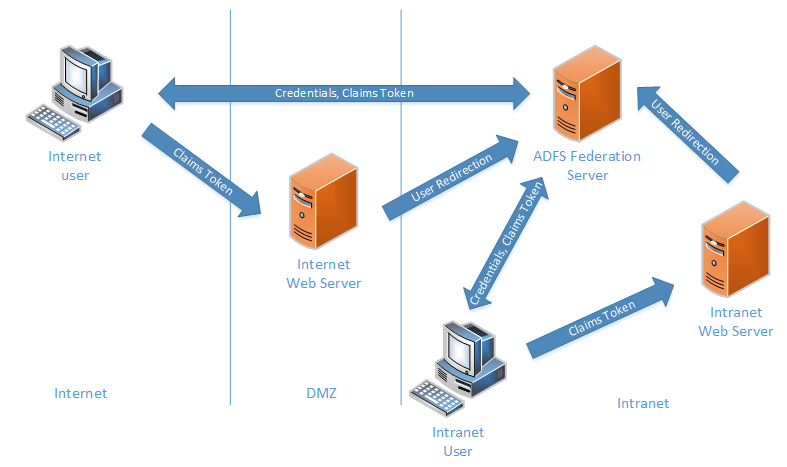 Credentials, Claims Token
Internet
user
Claims Token
Internet
Web Server
User Redirection
ADFS Federation
Server
User Redirection
Credentials, Claims Token
Claims Token
Intranet
Web Server
Internet
DMZ
Intranet
Intranet
User